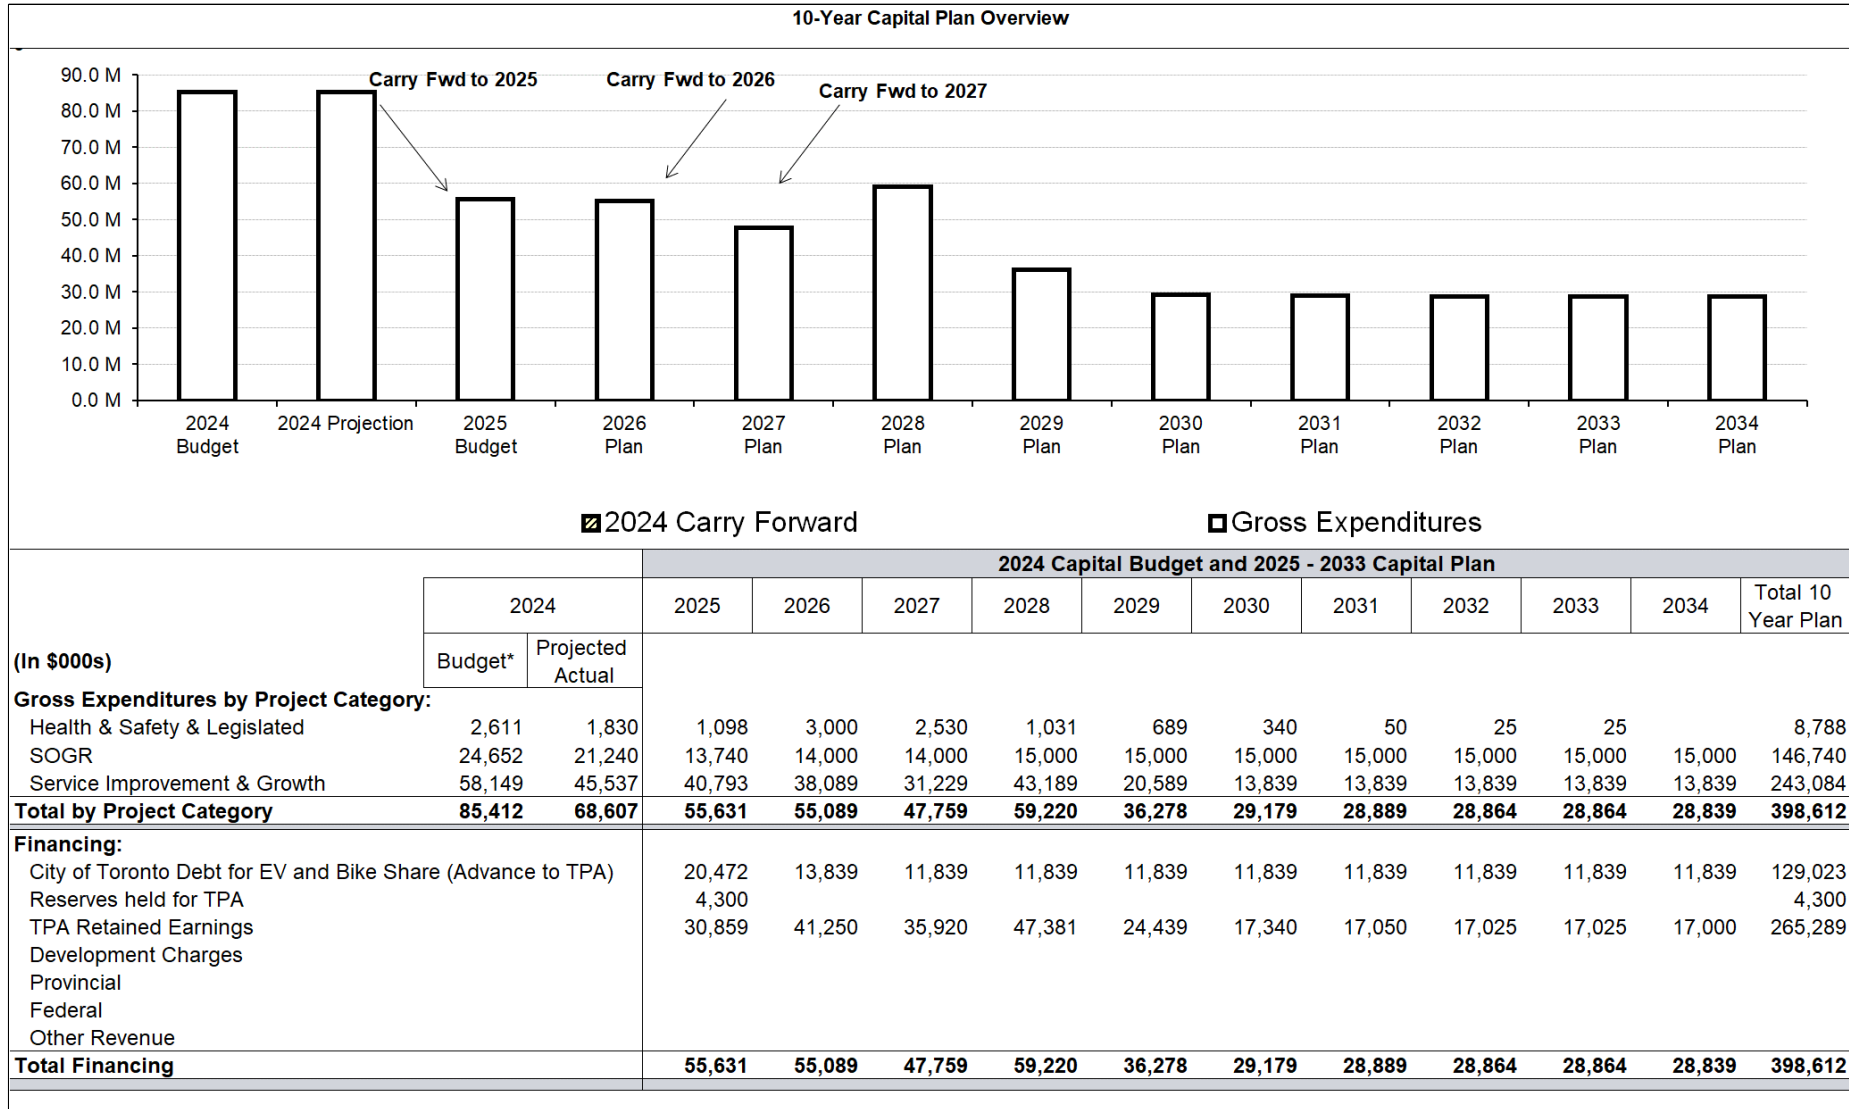 10-Year Capital Plan Overview
90.0 M
80.0 M
70.0 M
60.0 M
50.0 M
40.0 M
30.0 M
20.0 M
10.0 M
0.0 M
Carry Fwd to 2025 Carry Fwd to 2026 Carry Fwd to 2027
2024 Budget 2024 Projection 2025 Budget 2026 Plan 2027 Plan 2028 Plan 2029 Plan 2030 Plan 2031 Plan 2032 Plan 2033 Plan 2034 Plan
2024 Carry Forward Gross Expenditures
2024 Capital Budget and 2025 - 2033 Capital Plan
2024 2025 2026 2027 2028 2029 2030 2031 2032 2033 2034 Total 10 Year Plan
(In $000s) Budget* Projected Actual
Gross Expenditures by Project Category:
Health & Safety & Legislated 2,611 1,830 1,098 3,000 2,530 1,031 689 340 50 25 25 8,788
SOGR 24,652 21,240 13,740 14,000 14,000 15,000 15,000 15,000 15,000 15,000 15,000 15,000 146,740
Service Improvement & Growth 58,149 45,537 40,793 38,089 31,229 43,189 20,589 13,839 13,839 13,839 13,839 13,839 243,084
Total by Project Category 85,412 68,607 55,631 55,089 47,759 59,220 36,278 29,179 28,889 28,864 28,864 28,839 398,612
Financing:
City of Toronto Debt for EV and Bike Share (Advance to TPA) 20,472 13,839 11,839 11,839 11,839 11,839 11,839 11,839 11,839 11,839 129,023
Reserves held for TPA 4,300 4,300
TPA Retained Earnings 30,859 41,250 35,920 47,381 24,439 17,340 17,050 17,025 17,025 17,000 265,289
Development Charges
Provincial
Federal
Other Revenue
Total Financing 55,631 55,089 47,759 59,220 36,278 29,179 28,889 28,864 28,864 28,839 398,612